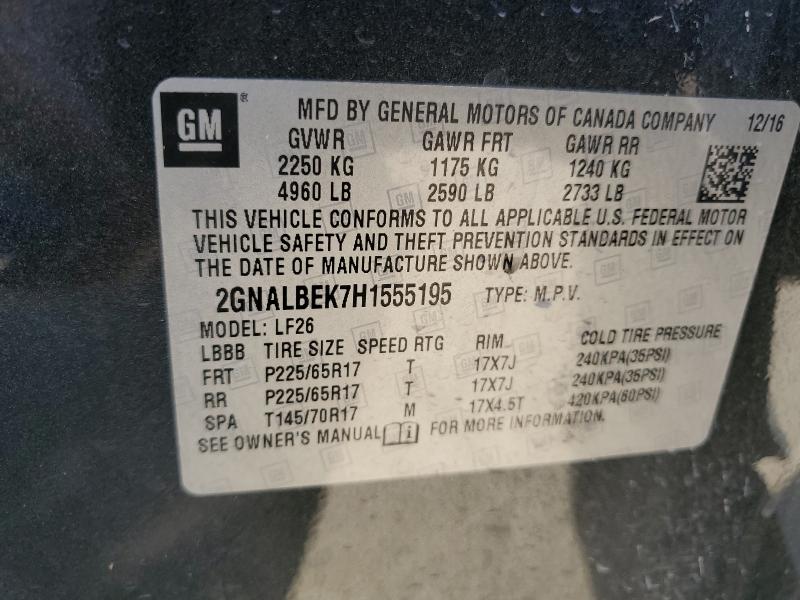 GM ® MFD BY GENERAL MOTORS OF CANADA COMPANY 12/16
GVWR GAWR FRT GAWR RR
2250 KG 1175 KG 1240 KG
4960 LB 2590 LB 2733 LB
THIS VEHICLE CONFORMS TO ALL APPLICABLE U.S. FEDERAL MOTOR
VEHICLE SAFETY AND THEFT PREVENTION STANDARDS IN EFFECT ON
THE DATE OF MANUFACTURE SHOWN ABOVE.
2GNALBEK7H1555195 TYPE: M.P.V.
MODEL: LF26
LBBB TIRE SIZE SPEED RTG RIM COLD TIRE PRESSURE
FRT P225/65R17 T 17X7J 240KPA(35PSI)
RR P225/65R17 T 17X7J 240KPA(35PSI)
SPA T145/70R17 M 17X4.5T 420KPA(60PSI)
SEE OWNER'S MANUAL FOR MORE INFORMATION.